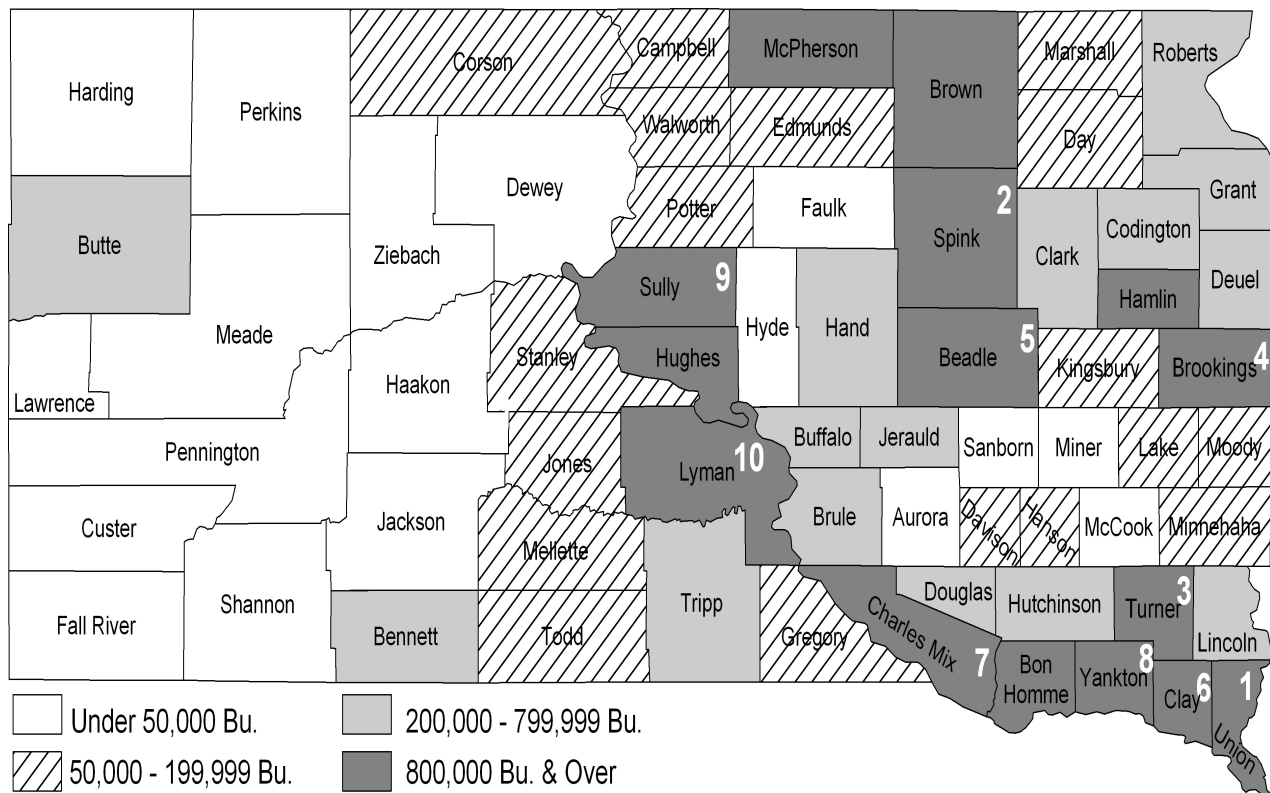 Harding
Perkins
Corson
Campbell
McPherson
Brown
Marshall
Roberts
Walworth
Edmunds
Day
Butte
Dewey
Potter
Faulk
Spink
2
Clark
Codington
Grant
Ziebach
Meade
Sully
9
Hyde
Hand
Hamlin
Deuel
Lawrence
Haakon
Stanley
Hughes
Beadle
5
Kingsbury
Brookings
4
Pennington
Jones
Lyman
10
Buffalo
Jerauld
Sanborn
Miner
Lake
Moody
Custer
Jackson
Mellette
Brule
Aurora
Davison
Hanson
McCook
Minnehaha
Fall River
Shannon
Bennett
Todd
Tripp
Gregory
Charles Mix
7
Douglas
Hutchinson
Turner
3
Lincoln
Bon
Homme
Yankton
8
Clay
6
Union
1
Under 50,000 Bu.
200,000 - 799,999 Bu.
50,000 - 199,999 Bu.
800,000 Bu. & Over